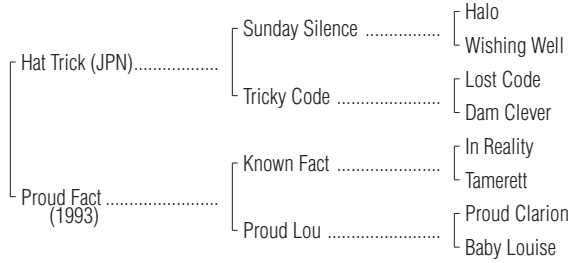 Halo
Sunday Silence ..................
Wishing Well
Hat Trick (JPN)....................
Lost Code
Tricky Code .........................
Dam Clever
In Reality
Known Fact .........................
Tamerett
Proud Fact ...........................
(1993)
Proud Clarion
Proud Lou ...........................
Baby Louise